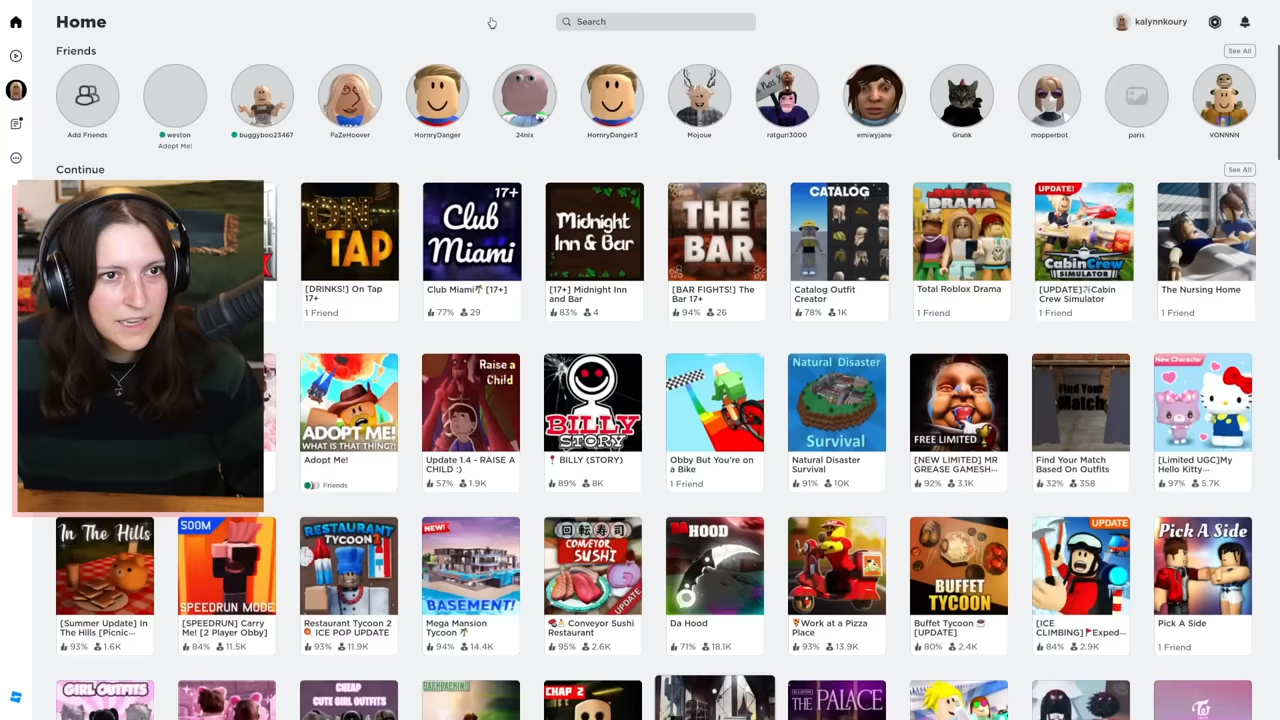 Home
Search
kalynnkoury
Friends
See All
Add Friends
weston
Adopt Me!
buggyboo23467
FaZeHoover
HornryDanger
24nix
HornryDanger3
Mojoue
ratgurl3000
emiwyjane
Grunk
mopperbot
paris
VONNNN
Continue
See All
ON TAP
17+
Club
Miami
Midnight
Inn & Bar
THE
BAR
CATALOG
DRAMA
UPDATE!
CabinCrew
SIMULATOR
[DRINKS!] On Tap
17+
1 Friend
Club Miami🌴 [17+]
77% 29
[17+] Midnight Inn
and Bar
83% 4
[BAR FIGHTS!] The
Bar 17+
94% 26
Catalog Outfit
Creator
78% 1K
Total Roblox Drama
1 Friend
[UPDATE]✈️Cabin
Crew Simulator
1 Friend
The Nursing Home
1 Friend
ADOPT ME!
WHAT IS THAT THING?!
Raise a
Child
BILLY
STORY
Natural Disaster
Survival
FREE LIMITED
Find Your
Match
New Character
Adopt Me!
Friends
Update 1.4 - RAISE A
CHILD :)
57% 1.9K
📍 BILLY (STORY)
89% 8K
Obby But You're on
a Bike
1 Friend
Natural Disaster
Survival
91% 10K
[NEW LIMITED] MR
GREASE GAMESH...
92% 3.1K
Find Your Match
Based On Outfits
32% 358
[Limited UGC]My
Hello Kitty...
97% 5.7K
In The Hills
500M
SPEEDRUN MODE
RESTAURANT
TYCOON 2
NEW!
BASEMENT!
回転寿司
CONVEYOR
SUSHI
UPDATE
HOOD
BUFFET
TYCOON
UPDATE
Pick A Side
[Summer Update] In
The Hills [Picnic...
93% 1.6K
[SPEEDRUN] Carry
Me! [2 Player Obby]
84% 11.5K
Restaurant Tycoon 2
🍭 ICE POP UPDATE
93% 11.9K
Mega Mansion
Tycoon 🌴
94% 14.4K
🍣 Conveyor Sushi
Restaurant
95% 2.6K
Da Hood
71% 18.1K
🍕Work at a Pizza
Place
93% 13.9K
Buffet Tycoon ☕
[UPDATE]
80% 2.4K
[ICE
CLIMBING]🚩Exped...
84% 2.9K
Pick A Side
1 Friend
GIRL OUTFITS
CHEAP
CUTE GIRL OUTFITS
BACKPACKING
CHAP 2
THE PALACE